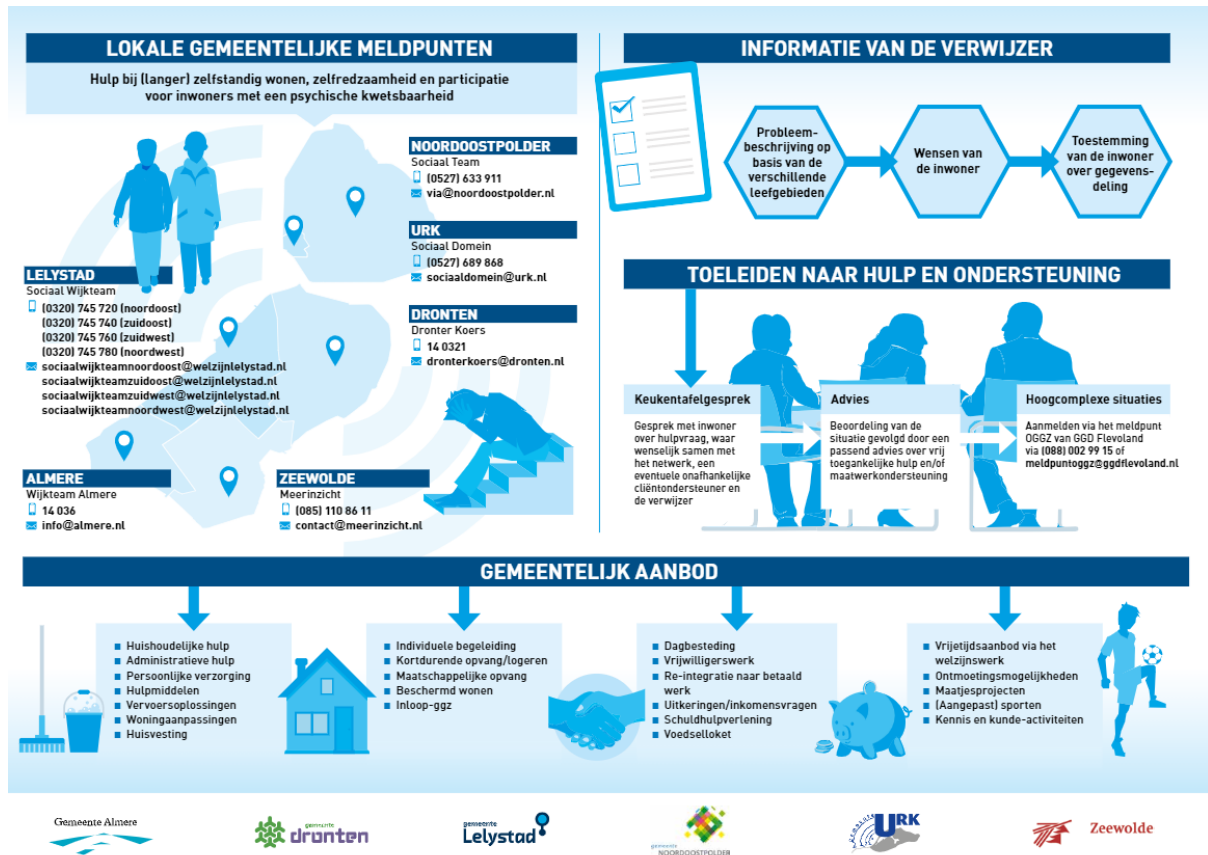 LOKALE GEMEENTELIJKE MELDPUNTEN
Hulp bij (langer) zelfstandig wonen, zelfredzaamheid en participatie
voor inwoners met een psychische kwetsbaarheid
NOORDOOSTPOLDER
Sociaal Team
(0527) 633 911
via@noordoostpolder.nl
URK
Sociaal Domein
(0527) 689 868
sociaaldomein@urk.nl
DRONTEN
Dronter Koers
14 0321
dronterkoers@dronten.nl
LELYSTAD
Sociaal Wijkteam
(0320) 745 720 (noordoost)
(0320) 745 740 (zuidoost)
(0320) 745 760 (zuidwest)
(0320) 745 780 (noordwest)
sociaalwijkteamnoordoost@welzijnlelystad.nl
sociaalwijkteamzuidoost@welzijnlelystad.nl
sociaalwijkteamzuidwest@welzijnlelystad.nl
sociaalwijkteamnoordwest@welzijnlelystad.nl
ALMERE
Wijkteam Almere
14 036
info@almere.nl
ZEEWOLDE
Meerinzicht
(085) 110 86 11
contact@meerinzicht.nl
INFORMATIE VAN DE VERWIJZER
Probleem-
beschrijving op
basis van de
verschillende
leefgebieden
Wensen van
de inwoner
Toestemming
van de inwoner
over gegevens-
deling
TOELEIDEN NAAR HULP EN ONDERSTEUNING
Keukentafelgesprek
Gesprek met inwoner
over hulpvraag, waar
wenselijk samen met
het netwerk, een
eventuele onafhankelijke
cliëntondersteuner en
de verwijzer
Advies
Beoordeling van de
situatie gevolgd door een
passend advies over vrij
toegankelijke hulp en/of
maatwerkondersteuning
Hoogcomplexe situaties
Aanmelden via het meldpunt
OGGZ van GGD Flevoland
via (088) 002 99 15 of
meldpuntoggz@ggdflevoland.nl
GEMEENTELIJK AANBOD
Huishoudelijke hulp
Administratieve hulp
Persoonlijke verzorging
Hulpmiddelen
Vervoersoplossingen
Woningaanpassingen
Huisvesting
Individuele begeleiding
Kortdurende opvang/logeren
Maatschappelijke opvang
Beschermd wonen
Inloop-ggz
Dagbesteding
Vrijwilligerswerk
Re-integratie naar betaald
werk
Uitkeringen/inkomensvragen
Schuldhulpverlening
Voedselloket
Vrijetijdsaanbod via het
welzijnswerk
Ontmoetingsmogelijkheden
Maatjesprojecten
(Aangepast) sporten
Kennis en kunde-activiteiten
Gemeente Almere
gemeente
dronten
gemeente
Lelystad
gemeente
NOORDOOSTPOLDER
gemeente
URK
Zeewolde